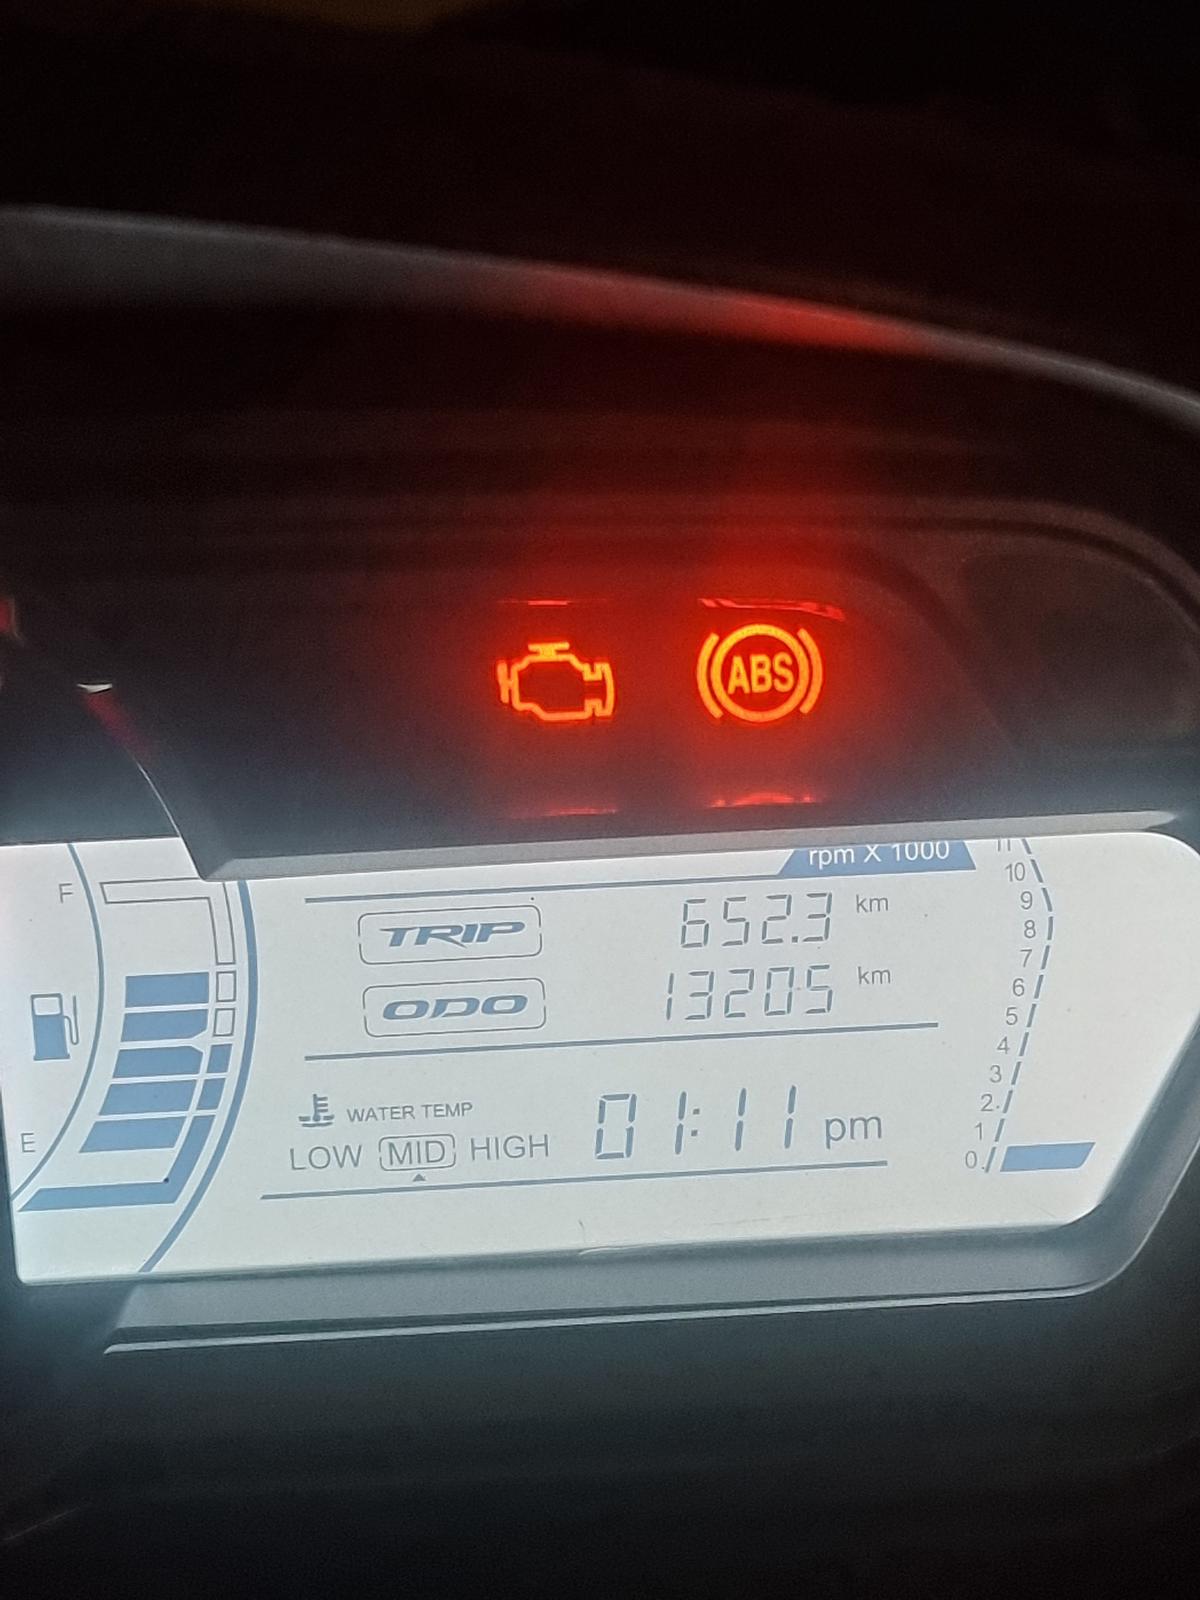 ABS
rpm X 1000
F
TRIP 652.3 km
ODO 13205 km
E
WATER TEMP
LOW MID HIGH
01:11 pm
11
10
9
8
7
6
5
4
3
2
1
0